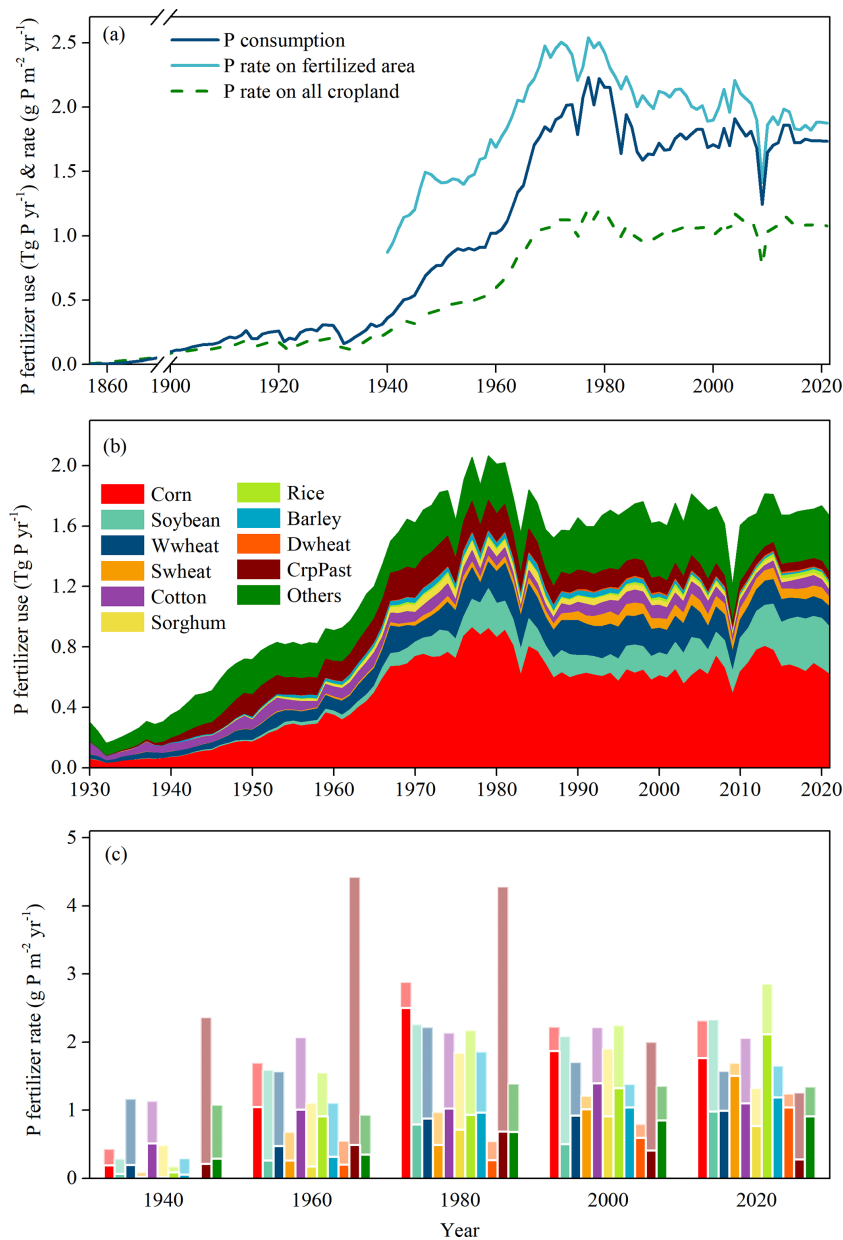 (a)
P consumption
P rate on fertilized area
P rate on all cropland
P fertilizer use (Tg P yr⁻¹) & rate (g P m⁻² yr⁻¹)
2.5
2.0
1.5
1.0
0.5
0.0
1860 1900 1920 1940 1960 1980 2000 2020
(b)
P fertilizer use (Tg P yr⁻¹)
2.0
1.6
1.2
0.8
0.4
0.0
Corn Rice
Soybean Barley
Wwheat Dwheat
Swheat CrpPast
Cotton Others
Sorghum
1930 1940 1950 1960 1970 1980 1990 2000 2010 2020
(c)
P fertilizer rate (g P m⁻² yr⁻¹)
5
4
3
2
1
0
1940 1960 1980 2000 2020
Year